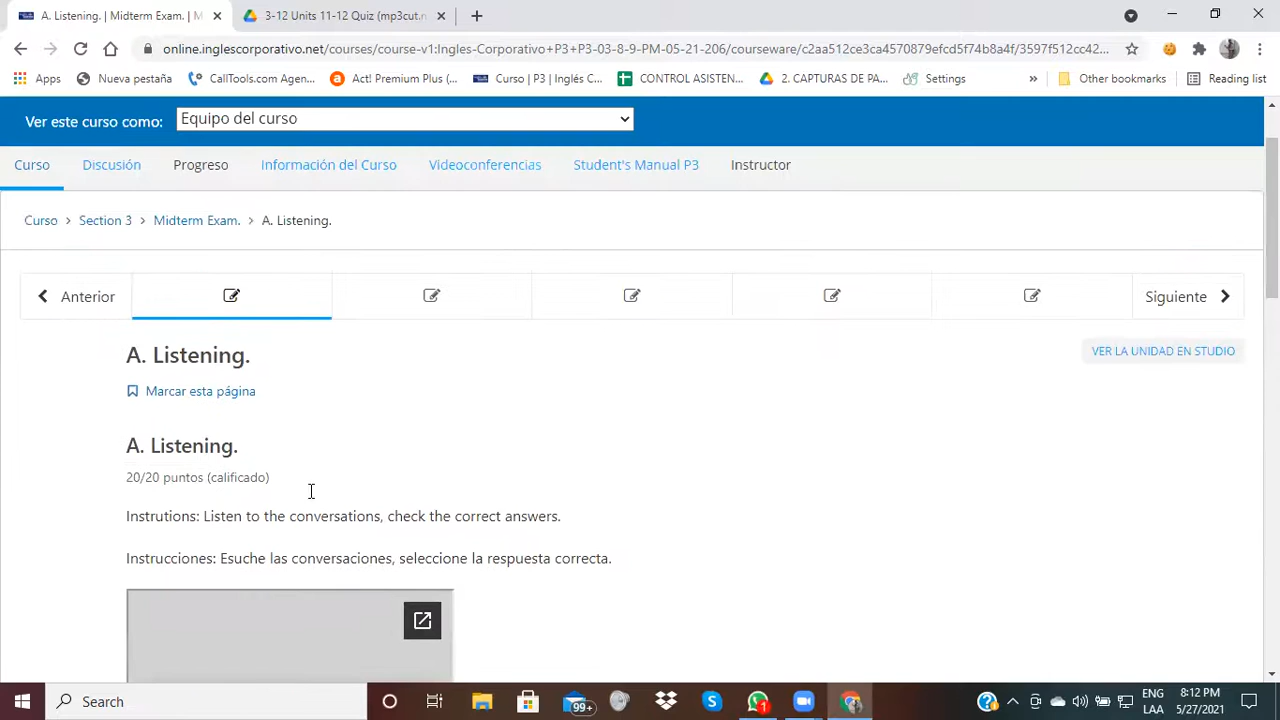 A. Listening. | Midterm Exam. | M
3-12 Units 11-12 Quiz (mp3cut.r
online.inglescorporativo.net/courses/course-v1:Ingles-Corporativo+P3+P3-03-8-9-PM-05-21-206/courseware/c2aa512ce3ca4570879efcd5f74b8a4f/3597f512cc42...
Apps
Nueva pestaña
CallTools.com Agen...
Act! Premium Plus (...
Curso | P3 | Inglés C...
CONTROL ASISTEN...
2. CAPTURAS DE PA...
Settings
»
Other bookmarks
Reading list
Ver este curso como:
Equipo del curso
Curso
Discusión
Progreso
Información del Curso
Videoconferencias
Student's Manual P3
Instructor
Curso > Section 3 > Midterm Exam. > A. Listening.
Anterior
Siguiente
A. Listening.
VER LA UNIDAD EN STUDIO
Marcar esta página
A. Listening.
20/20 puntos (calificado)
Instrutions: Listen to the conversations, check the correct answers.
Instrucciones: Esuche las conversaciones, seleccione la respuesta correcta.
Search
99+
1
ENG
LAA
8:12 PM
5/27/2021